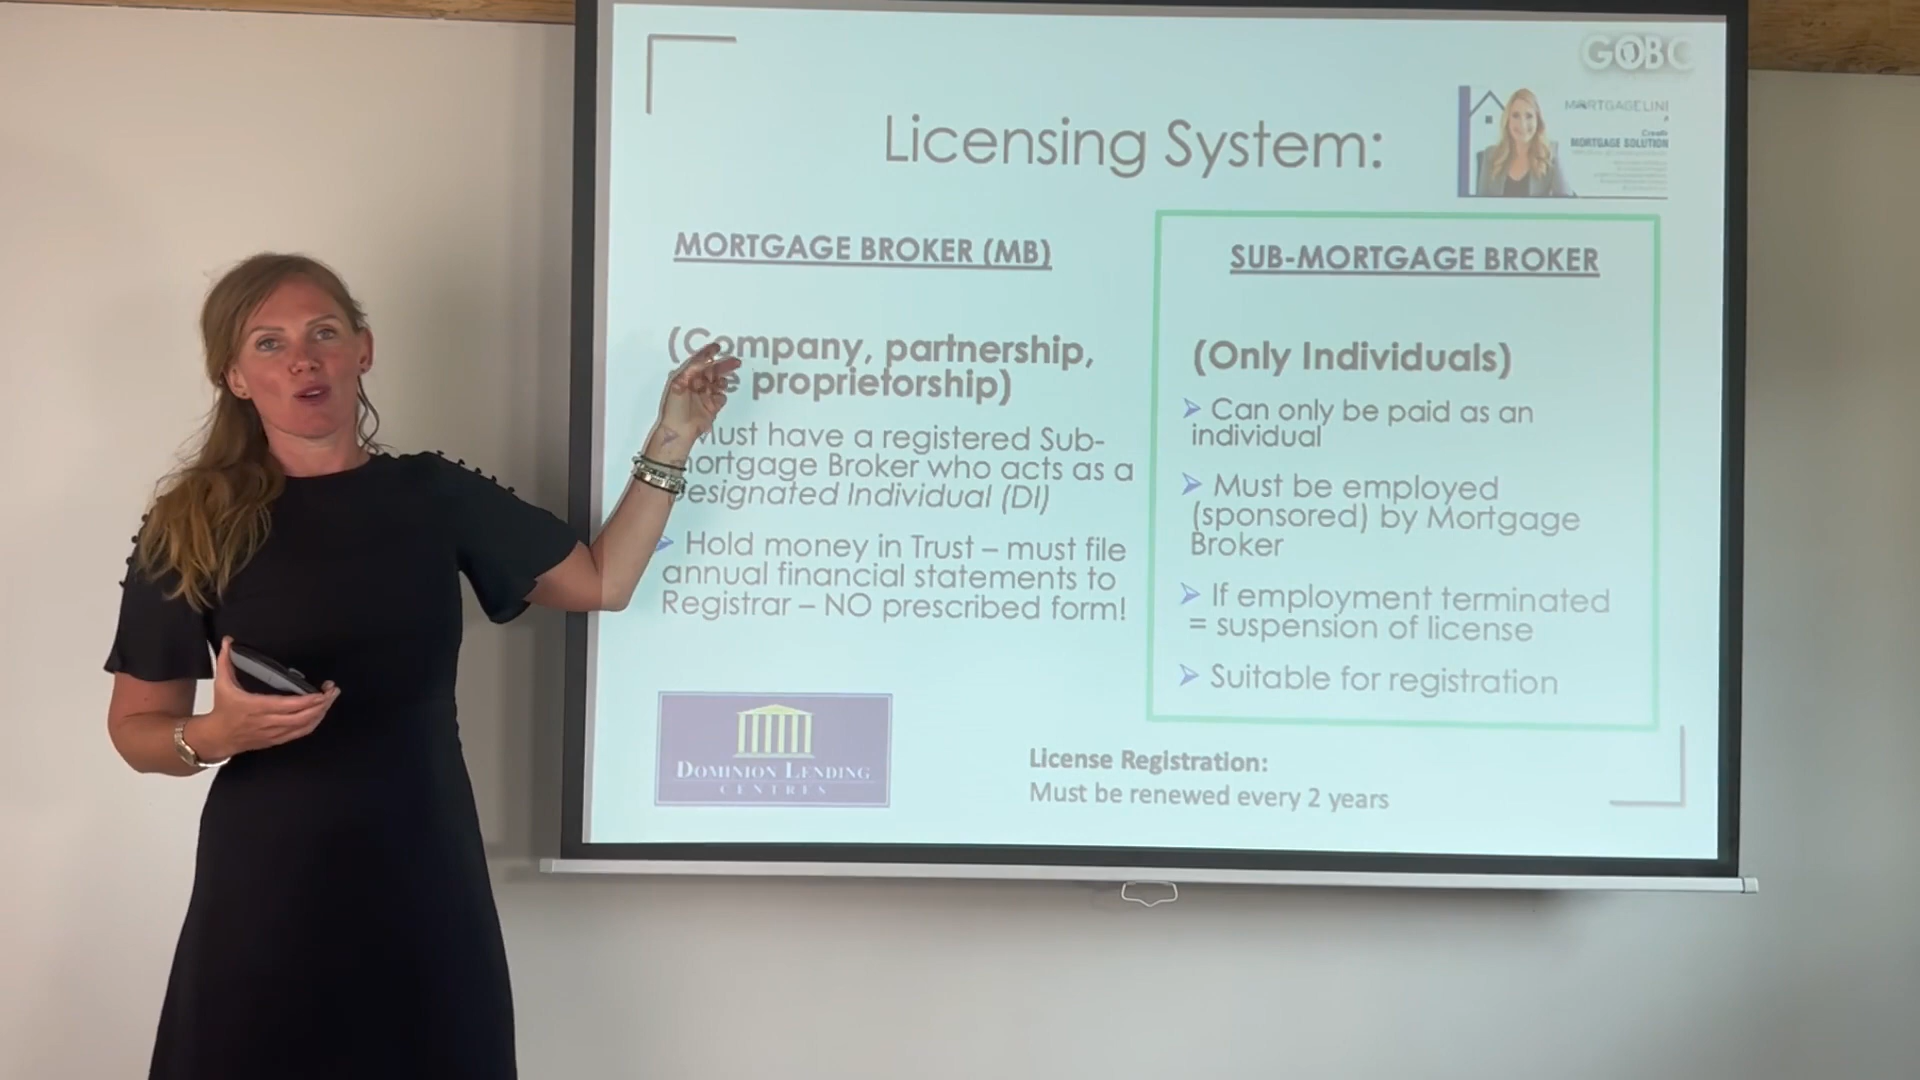 GOBC
Licensing System:
MORTGAGELINE
MORTGAGE SOLUTION
MORTGAGE BROKER (MB)
(Company, partnership,
sole proprietorship)
Must have a registered Sub-
mortgage Broker who acts as a
Designated Individual (DI)
Hold money in Trust – must file
annual financial statements to
Registrar – NO prescribed form!
SUB-MORTGAGE BROKER
(Only Individuals)
Can only be paid as an
individual
Must be employed
(sponsored) by Mortgage
Broker
If employment terminated
= suspension of license
Suitable for registration
DOMINION LENDING
CENTRES
License Registration:
Must be renewed every 2 years